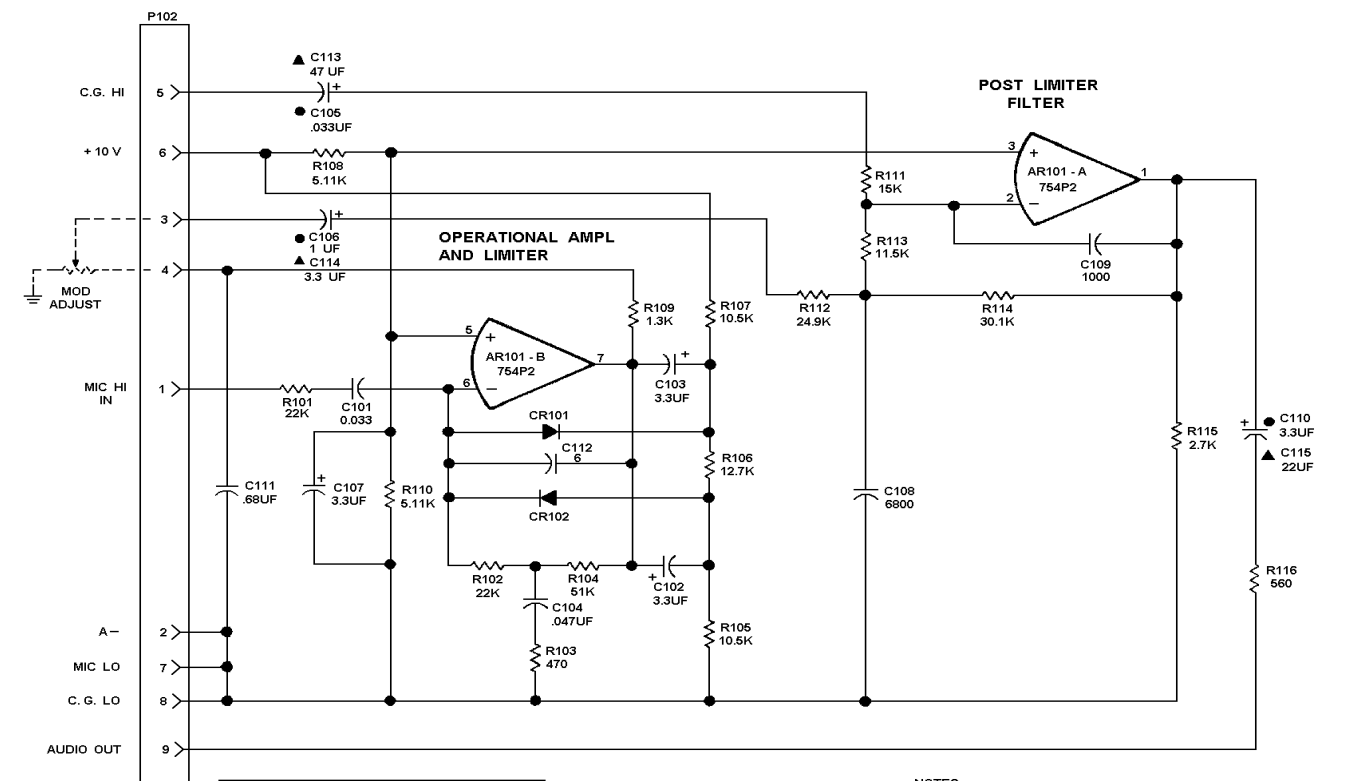 P102
C.G. HI
5
C113
47 UF
+
C105
.033UF
POST LIMITER
FILTER
+ 10 V
6
R108
5.11K
3
+
AR101 - A
754P2
1
2
−
R111
15K
3
+
C106
1 UF
C114
3.3 UF
OPERATIONAL AMPL
AND LIMITER
R113
11.5K
C109
1000
4
MOD
ADJUST
R109
1.3K
R107
10.5K
R112
24.9K
R114
30.1K
5
+
AR101 - B
754P2
7
6
−
+
C103
3.3UF
MIC HI
IN
1
R101
22K
C101
0.033
CR101
C112
6
CR102
R106
12.7K
R115
2.7K
+
C110
3.3UF
C115
22UF
C111
.68UF
+
C107
3.3UF
R110
5.11K
C108
6800
R102
22K
R104
51K
+
C102
3.3UF
R116
560
C104
.047UF
R103
470
R105
10.5K
A−
2
MIC LO
7
C. G. LO
8
AUDIO OUT
9
NOTES